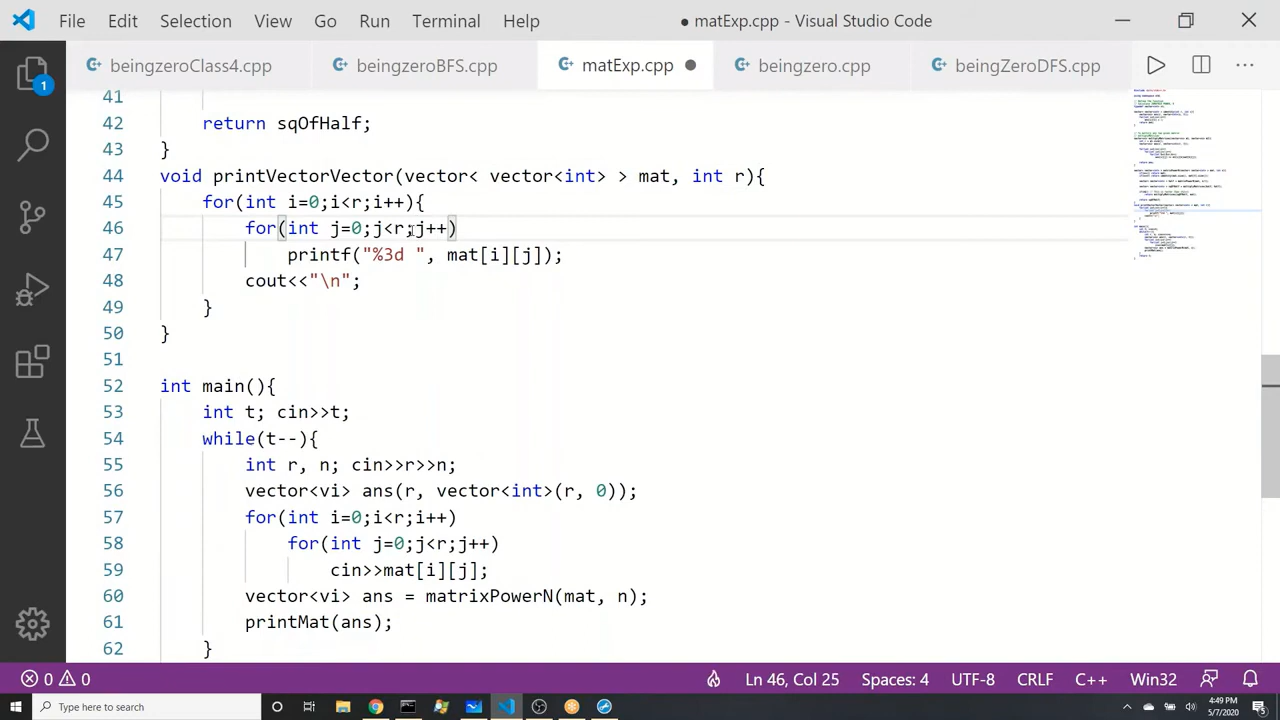 File Edit Selection View Go Run Terminal Help ● matExp.cpp - Visual Studio Code
beingzeroClass4.cpp beingzeroBFS.cpp matExp.cpp beingzero.cpp beingZeroDFS.cpp
1
41
42 return sqOfHalf
43 }
44 void printVectorVector(vector< vector<int> > mat, int r){
45 for(int i=0;i<r;i++){
46 for(int j=0;j<r;j++)
47 printf("%3d ", mat[i][j]);
48 cout<<"\n";
49 }
50 }
51
52 int main(){
53 int t; cin>>t;
54 while(t--){
55 int r, n; cin>>r>>n;
56 vector<vi> ans(r, vector<int>(r, 0));
57 for(int i=0;i<r;i++)
58 for(int j=0;j<r;j++)
59 cin>>mat[i][j];
60 vector<vi> ans = matrixPowerN(mat, n);
61 printMat(ans);
62 }
0 0 Ln 46, Col 25 Spaces: 4 UTF-8 CRLF C++ Win32
Type here to search 4:49 PM
5/7/2020